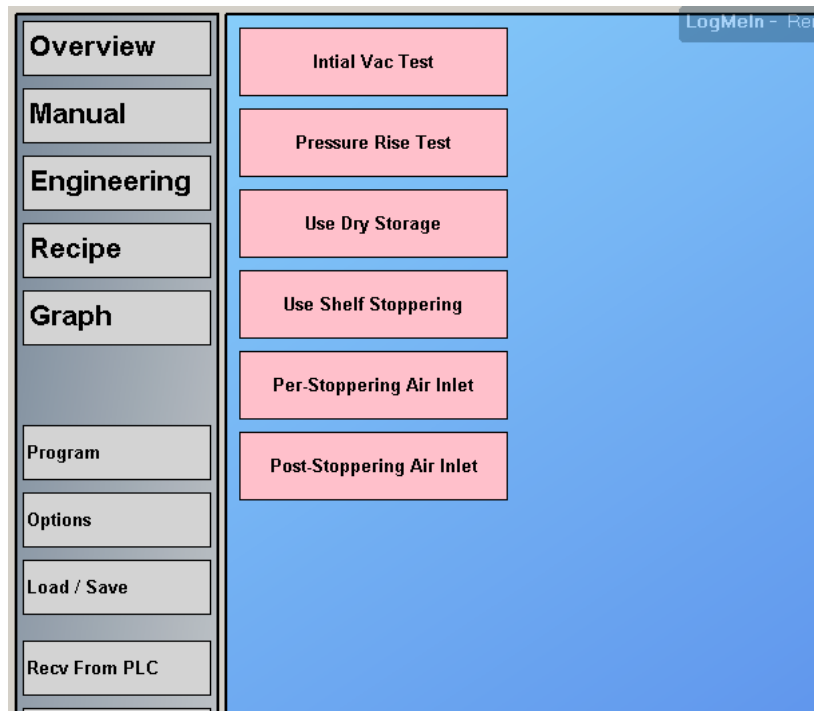 Overview
Manual
Engineering
Recipe
Graph
Program
Options
Load / Save
Recv From PLC
Intial Vac Test
Pressure Rise Test
Use Dry Storage
Use Shelf Stoppering
Per-Stoppering Air Inlet
Post-Stoppering Air Inlet
LogMeIn -